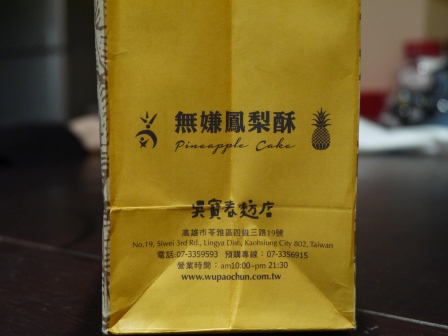 無嫌鳳梨酥
Pineapple Cake
吳寶春麪店
高雄市苓雅區四維三路19號
No.19, Siwei 3rd Rd., Lingya Dist., Kaohsiung City 802, Taiwan
電話:07-3359593 預購專線：07-3356915
營業時間：am10:00~pm 21:30
www.wupaochun.com.tw